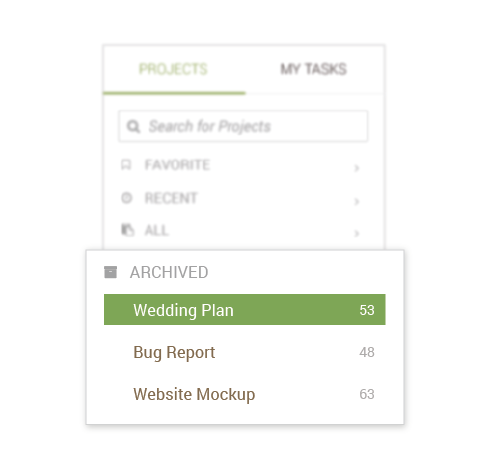 PROJECTS MY TASKS
Search for Projects
FAVORITE
RECENT
ALL
ARCHIVED
Wedding Plan 53
Bug Report 48
Website Mockup 63